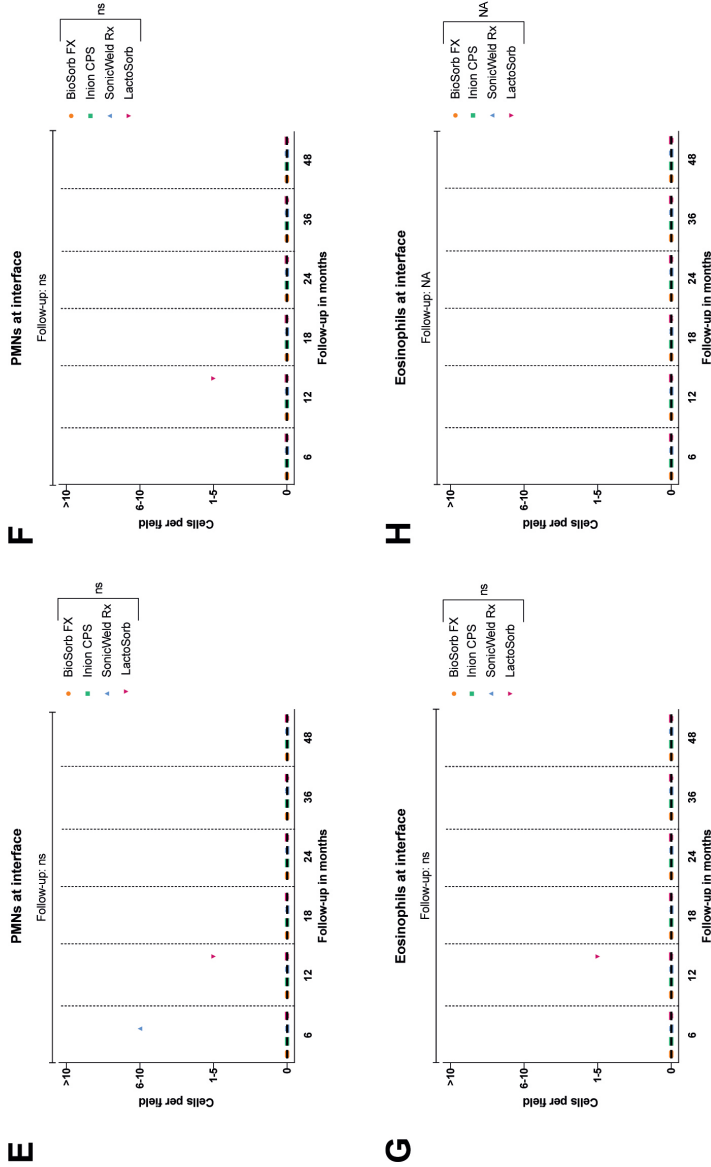 E
PMNs at interface
Follow-up: ns
>10
6-10
1-5
0
Cells per field
6
12
18
24
36
48
Follow-up in months
BioSorb FX
Inion CPS
SonicWeld Rx
LactoSorb
ns
F
PMNs at interface
Follow-up: ns
>10
6-10
1-5
0
Cells per field
6
12
18
24
36
48
Follow-up in months
BioSorb FX
Inion CPS
SonicWeld Rx
LactoSorb
ns
G
Eosinophils at interface
Follow-up: ns
>10
6-10
1-5
0
Cells per field
6
12
18
24
36
48
Follow-up in months
BioSorb FX
Inion CPS
SonicWeld Rx
LactoSorb
ns
H
Eosinophils at interface
Follow-up: NA
>10
6-10
1-5
0
Cells per field
6
12
18
24
36
48
Follow-up in months
BioSorb FX
Inion CPS
SonicWeld Rx
LactoSorb
NA